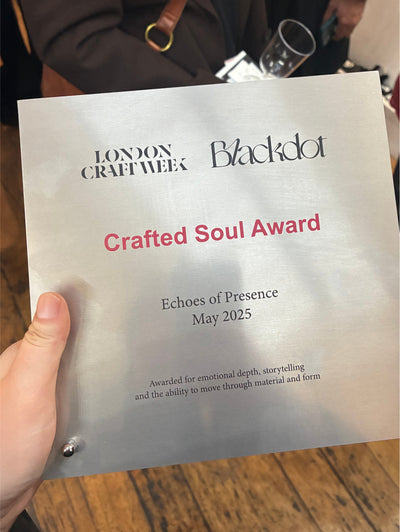 LONDON
CRAFT WEEK
Blackdot
Crafted Soul Award
Echoes of Presence
May 2025
Awarded for emotional depth, storytelling
and the ability to move through material and form